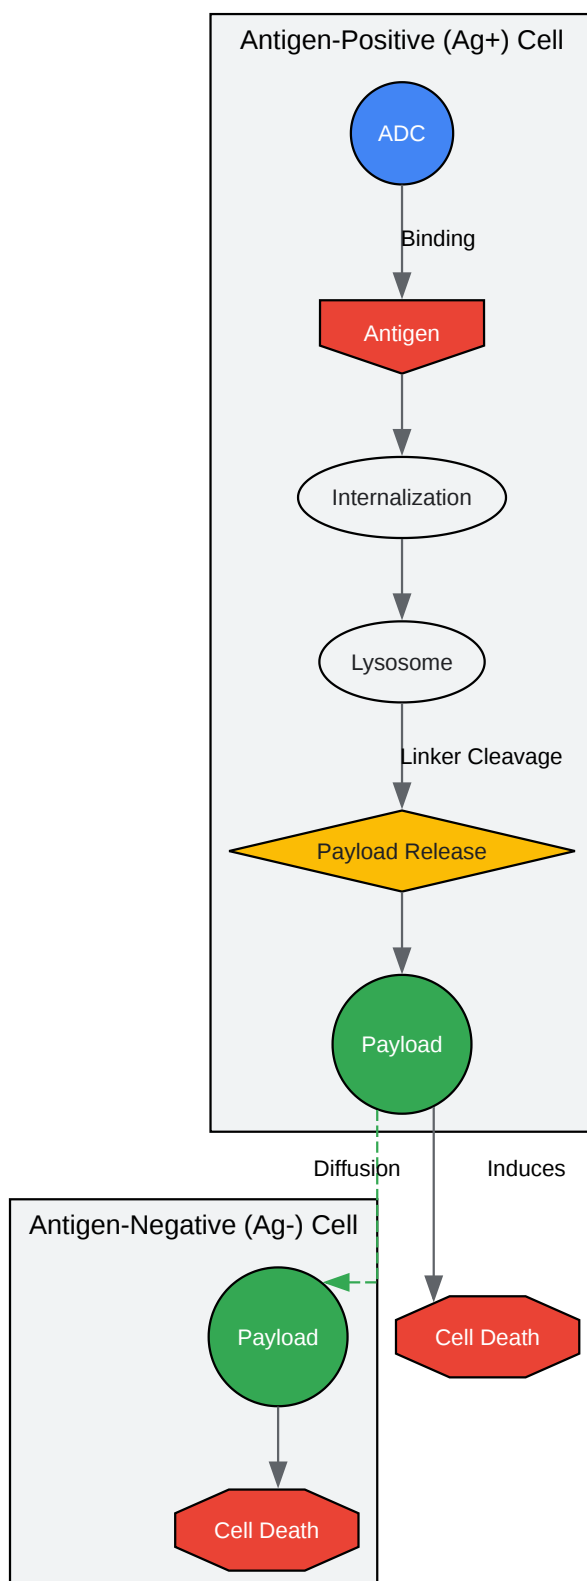 Antigen-Positive (Ag+) Cell
ADC
Binding
Antigen
Internalization
Lysosome
Linker Cleavage
Payload Release
Payload
Diffusion
Induces
Antigen-Negative (Ag-) Cell
Payload
Cell Death
Cell Death